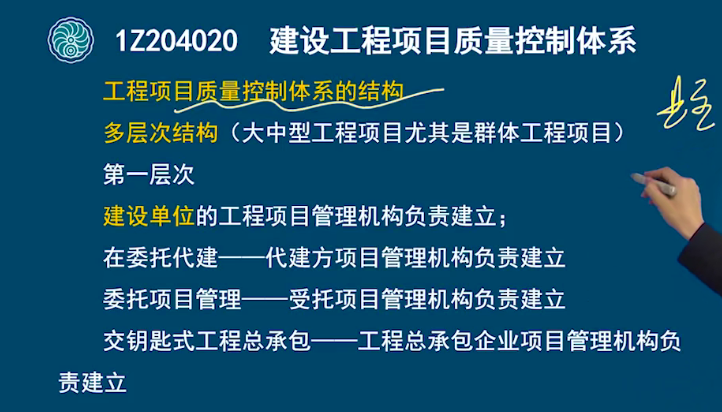 1Z204020 建设工程项目质量控制体系
工程项目质量控制体系的结构
多层次结构（大中型工程项目尤其是群体工程项目）
第一层次
建设单位的工程项目管理机构负责建立；
在委托代建——代建方项目管理机构负责建立
委托项目管理——受托项目管理机构负责建立
交钥匙式工程总承包——工程总承包企业项目管理机构负
责建立